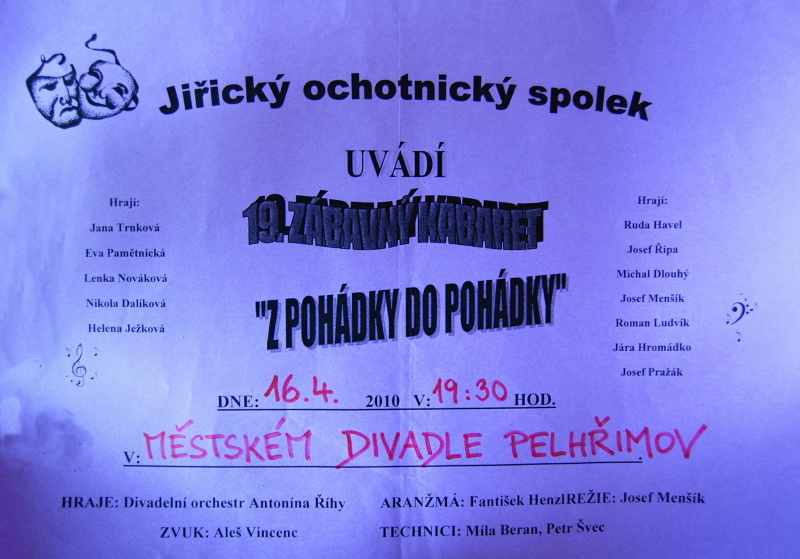 Jiřický ochotnický spolek
UVÁDÍ
19. ZÁBAVNÝ KABARET
"Z POHÁDKY DO POHÁDKY"
Hrají:
Jana Trnková
Eva Pamětnická
Lenka Nováková
Nikola Dalíková
Helena Ježková
Hrají:
Ruda Havel
Josef Řípa
Michal Dlouhý
Josef Menšík
Roman Ludvík
Jára Hromádko
Josef Pražák
DNE: 16.4. 2010 V: 19:30 HOD.
V: MĚSTSKÉM DIVADLE PELHŘIMOV.
HRAJE: Divadelní orchestr Antonína Říhy ARANŽMÁ: Fantišek Henzl REŽIE: Josef Menšík
ZVUK: Aleš Vincenc TECHNICI: Míla Beran, Petr Švec